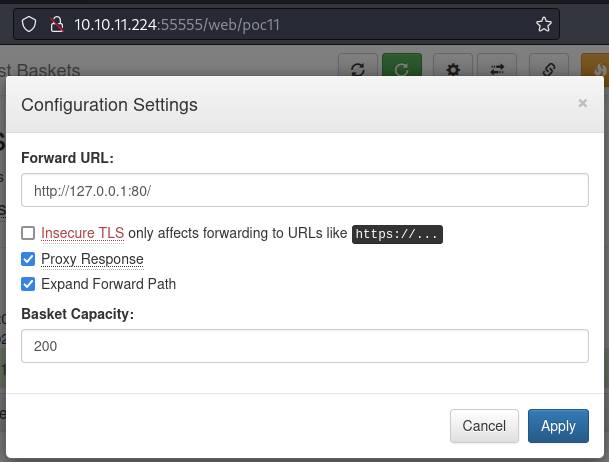 10.10.11.224:55555/web/poc11
st Baskets
Configuration Settings
×
Forward URL:
http://127.0.0.1:80/
Insecure TLS only affects forwarding to URLs like https://...
Proxy Response
Expand Forward Path
Basket Capacity:
200
Cancel
Apply